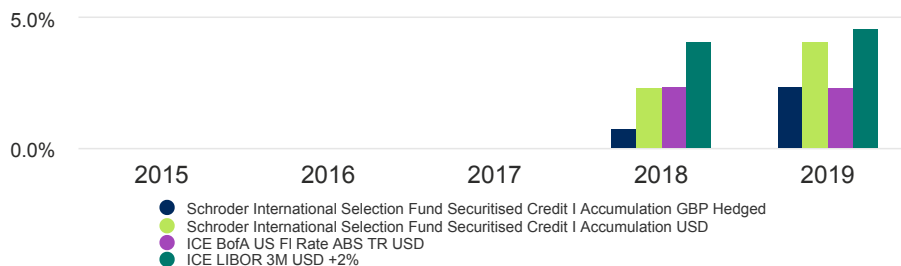 5.0%
0.0%
2015 2016 2017 2018 2019
Schroder International Selection Fund Securitised Credit I Accumulation GBP Hedged
Schroder International Selection Fund Securitised Credit I Accumulation USD
ICE BofA US Fl Rate ABS TR USD
ICE LIBOR 3M USD +2%